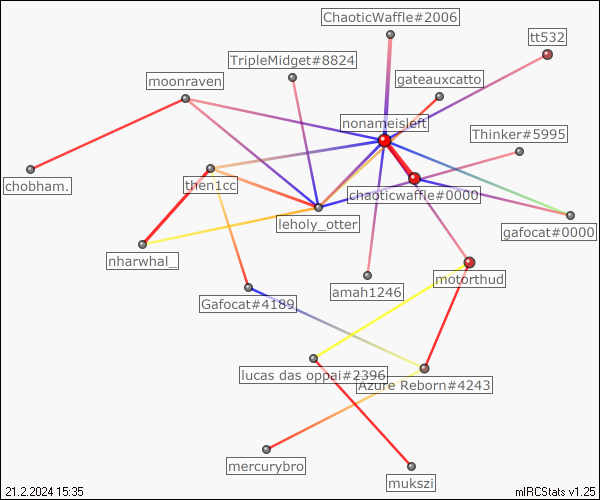 ChaoticWaffle#2006
tt532
TripleMidget#8824
moonraven
gateauxcatto
nonameisleft
Thinker#5995
chobham.
then1cc
chaoticwaffle#0000
leholy_otter
gafocat#0000
nharwhal_
motorthud
amah1246
Gafocat#4189
lucas das oppai#2396
Azure Reborn#4243
mercurybro
mukszi
21.2.2024 15:35
mIRCStats v1.25